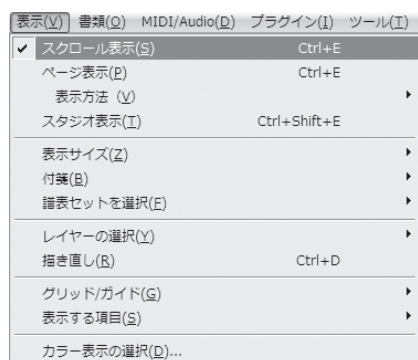 表示(V) 書類(O) MIDI/Audio(D) プラグイン(I) ツール(T)
スクロール表示(S) Ctrl+E
ページ表示(P) Ctrl+E
表示方法 (V)
スタジオ表示(T) Ctrl+Shift+E
表示サイズ(Z)
付箋(B)
譜表セットを選択(F)
レイヤーの選択(Y)
描き直し(R) Ctrl+D
グリッド/ガイド(G)
表示する項目(S)
カラー表示の選択(D)...